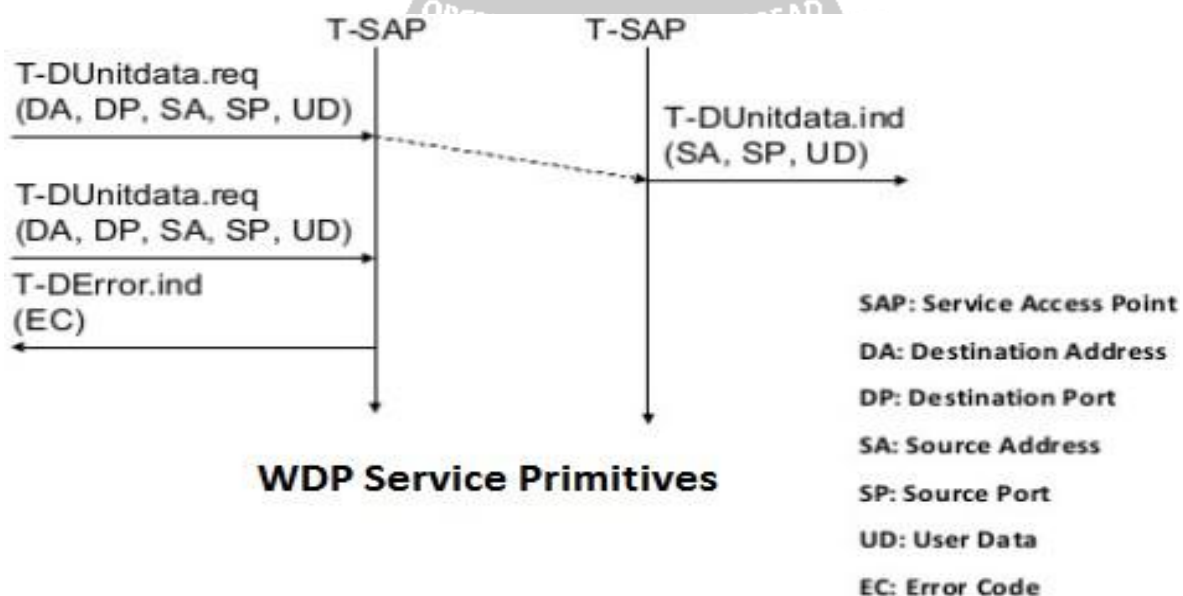 T-SAP
T-SAP
T-DUnitdata.req
(DA, DP, SA, SP, UD)
T-DUnitdata.ind
(SA, SP, UD)
T-DUnitdata.req
(DA, DP, SA, SP, UD)
T-DError.ind
(EC)
SAP: Service Access Point
DA: Destination Address
DP: Destination Port
SA: Source Address
SP: Source Port
UD: User Data
EC: Error Code
WDP Service Primitives